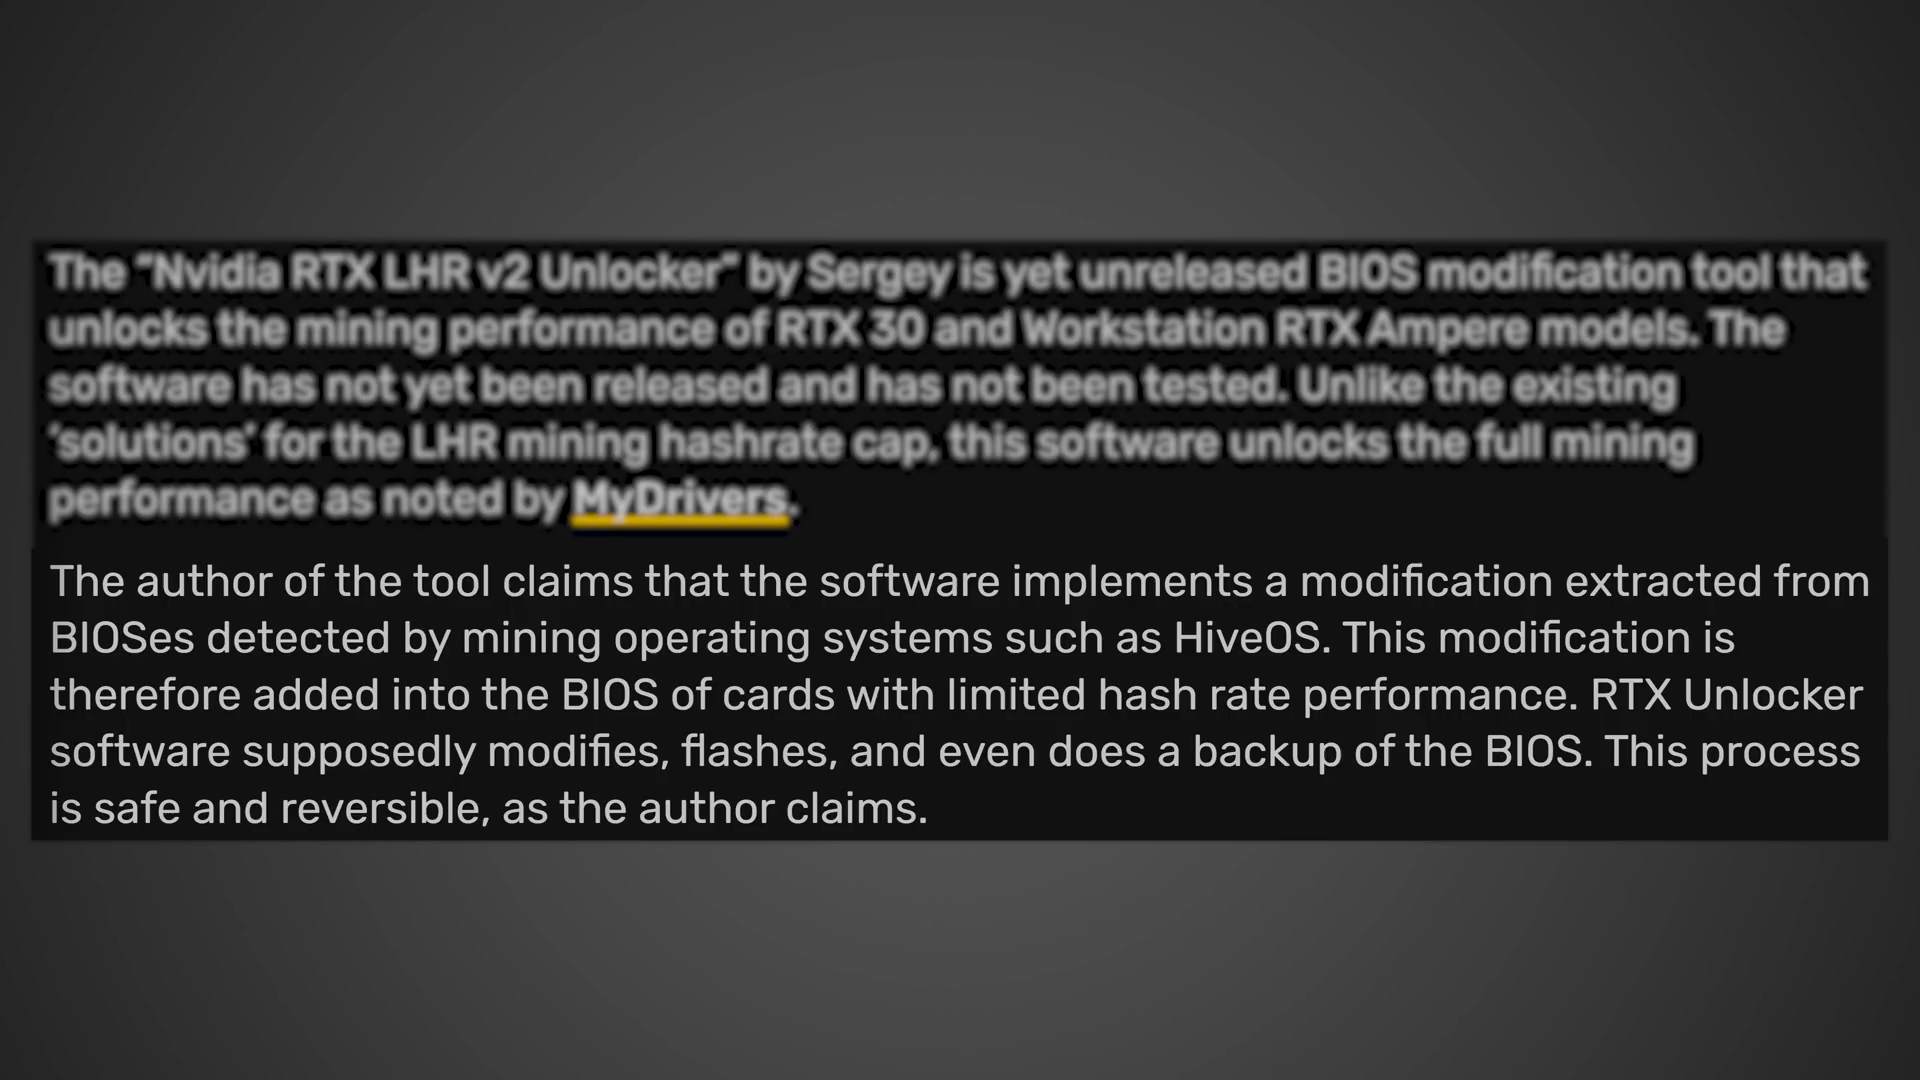 The “Nvidia RTX LHR v2 Unlocker” by Sergey is yet unreleased BIOS modification tool that
unlocks the mining performance of RTX 30 and Workstation RTX Ampere models. The
software has not yet been released and has not been tested. Unlike the existing
‘solutions’ for the LHR mining hashrate cap, this software unlocks the full mining
performance as noted by MyDrivers.
The author of the tool claims that the software implements a modification extracted from
BIOSes detected by mining operating systems such as HiveOS. This modification is
therefore added into the BIOS of cards with limited hash rate performance. RTX Unlocker
software supposedly modifies, flashes, and even does a backup of the BIOS. This process
is safe and reversible, as the author claims.